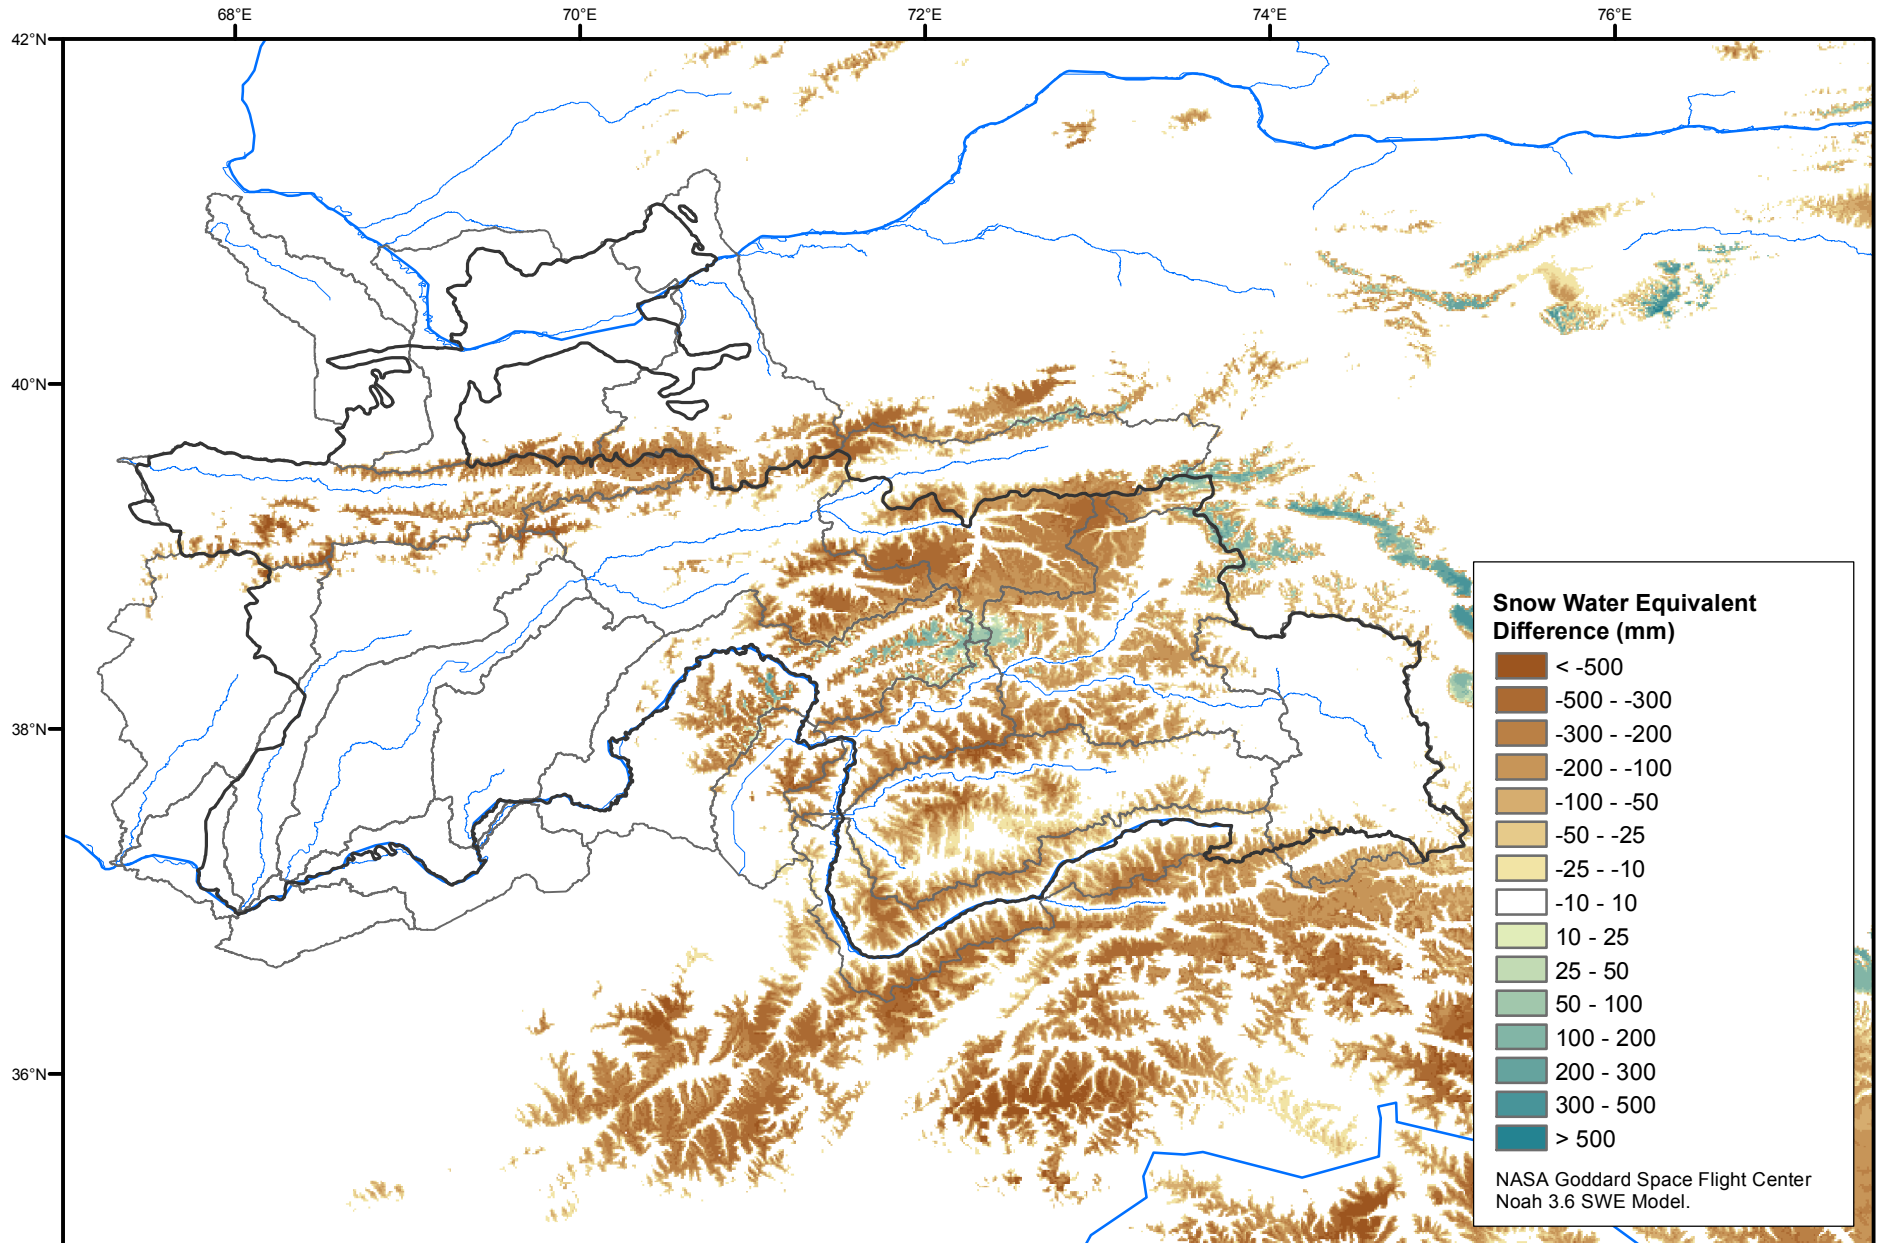 68°E
70°E
72°E
74°E
76°E
42°N
40°N
38°N
36°N
Snow Water Equivalent
Difference (mm)
< -500
-500 - -300
-300 - -200
-200 - -100
-100 - -50
-50 - -25
-25 - -10
-10 - 10
10 - 25
25 - 50
50 - 100
100 - 200
200 - 300
300 - 500
> 500
NASA Goddard Space Flight Center
Noah 3.6 SWE Model.